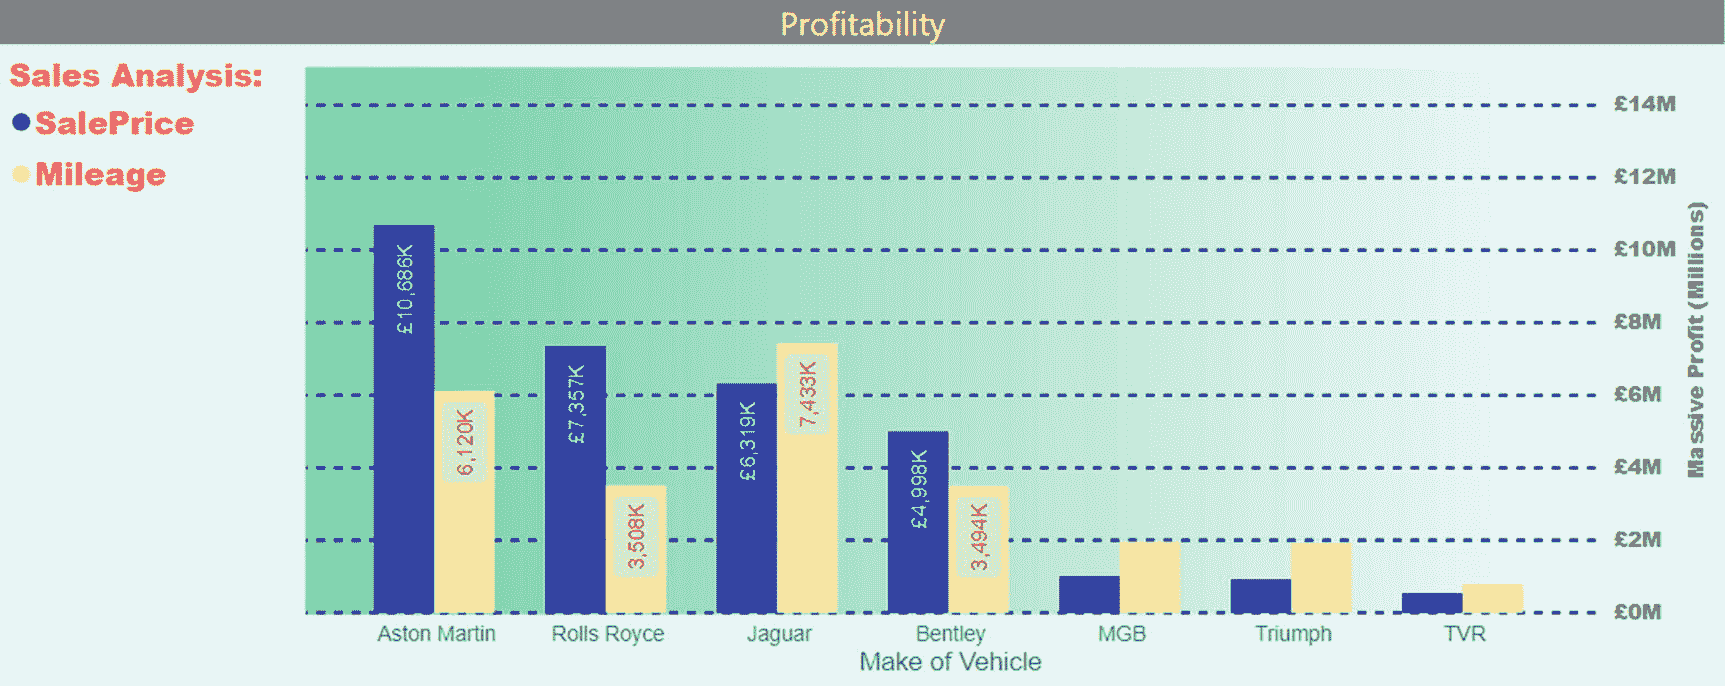 Profitability
Sales Analysis:
SalePrice
Mileage
£14M
£12M
£10M
£8M
£6M
£4M
£2M
£0M
Massive Profit (Millions)
£10,686K
6,120K
£7,357K
3,508K
£6,319K
7,433K
£4,998K
3,494K
Aston Martin
Rolls Royce
Jaguar
Bentley
MGB
Triumph
TVR
Make of Vehicle